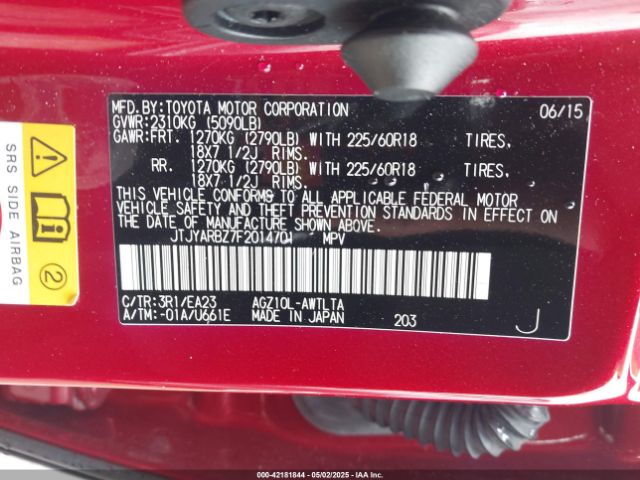 MFD.BY:TOYOTA MOTOR CORPORATION 06/15
GVWR:2310KG (5090LB)
GAWR:FRT. 1270KG (2790LB) WITH 225/60R18 TIRES,
18X7 1/2J RIMS.
RR. 1270KG (2790LB) WITH 225/60R18 TIRES,
18X7 1/2J RIMS.
THIS VEHICLE CONFORMS TO ALL APPLICABLE FEDERAL MOTOR
VEHICLE SAFETY AND THEFT PREVENTION STANDARDS IN EFFECT ON
THE DATE OF MANUFACTURE SHOWN ABOVE.
JTJYARBZ7F2014701 MPV
C/TR:3R1/EA23 AGZ10L-AWTLTA
A/TM:-01A/U661E MADE IN JAPAN 203 J
SRS SIDE AIRBAG
2
000-42181844 - 05/02/2025 - IAAI.COM